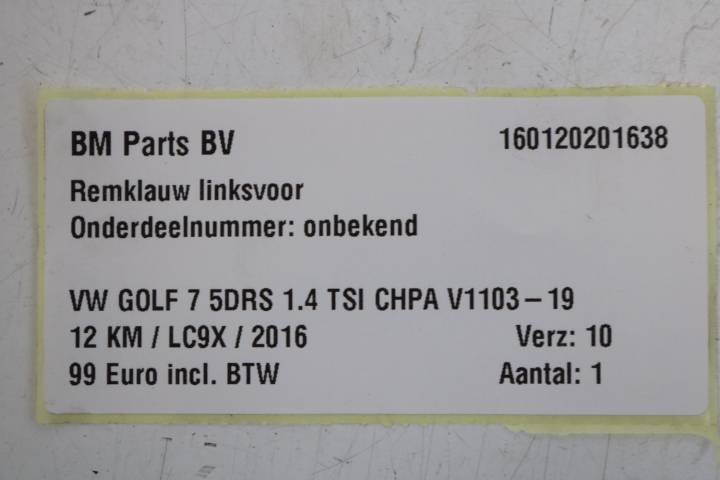 BM Parts BV 160120201638
Remklauw linksvoor
Onderdeelnummer: onbekend
VW GOLF 7 5DRS 1.4 TSI CHPA V1103-19
12 KM / LC9X / 2016 Verz: 10
99 Euro incl. BTW Aantal: 1